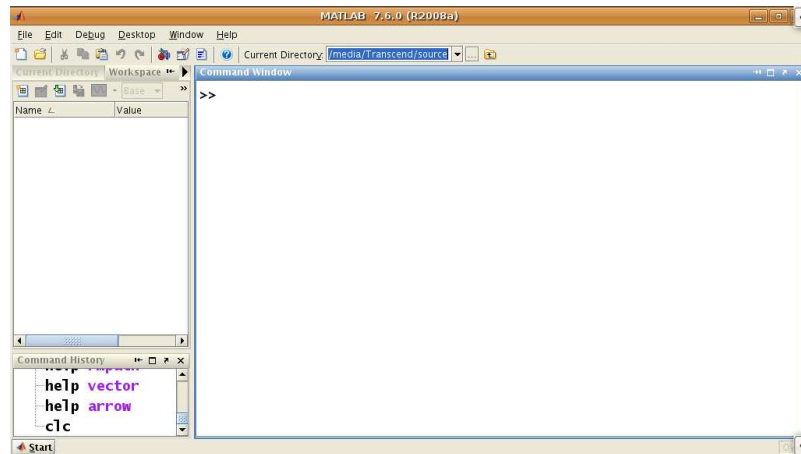 MATLAB 7.6.0 (R2008a)
File Edit Debug Desktop Window Help
Current Directory: /media/Transcend/source
Current Directory Workspace
Command Window
Base
Name Value
>>
Command History
help
help vector
help arrow
clc
Start